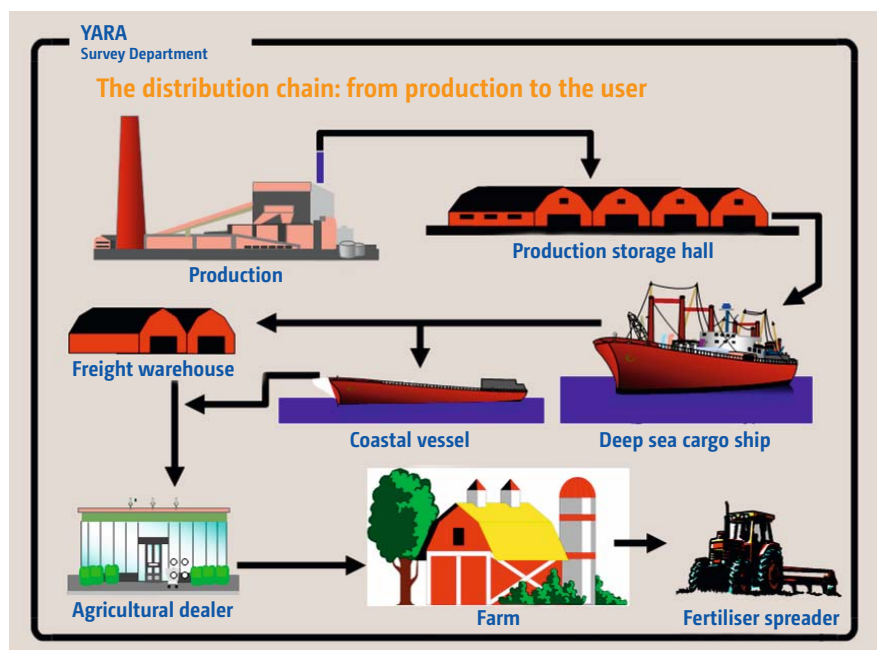 YARA
Survey Department
The distribution chain: from production to the user
Production
Production storage hall
Freight warehouse
Coastal vessel
Deep sea cargo ship
Agricultural dealer
Farm
Fertiliser spreader